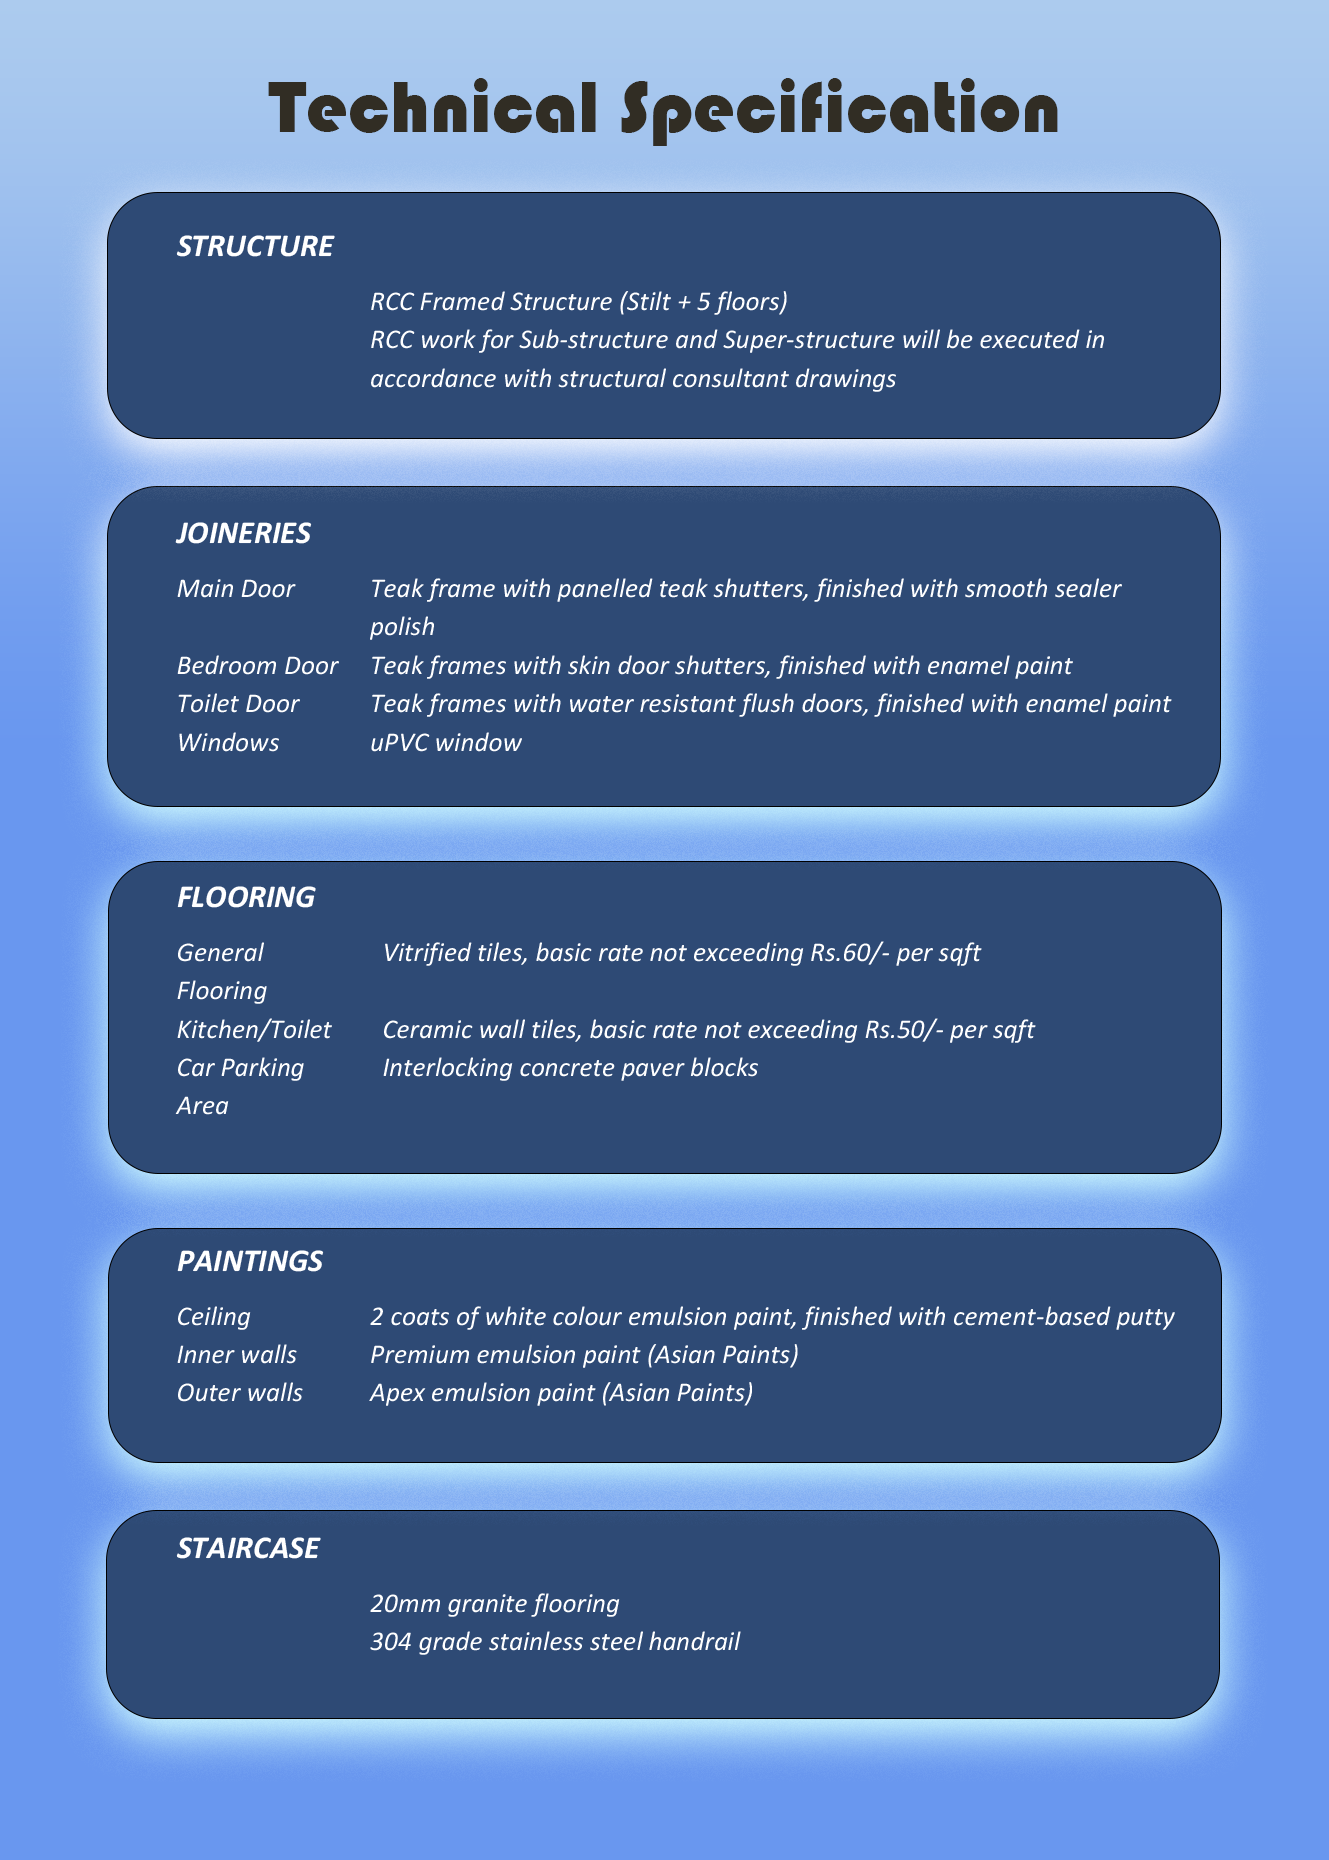 Technical Specification
STRUCTURE
RCC Framed Structure (Stilt + 5 floors)
RCC work for Sub-structure and Super-structure will be executed in
accordance with structural consultant drawings
JOINERIES
Main Door Teak frame with panelled teak shutters, finished with smooth sealer
polish
Bedroom Door Teak frames with skin door shutters, finished with enamel paint
Toilet Door Teak frames with water resistant flush doors, finished with enamel paint
Windows uPVC window
FLOORING
General Vitrified tiles, basic rate not exceeding Rs.60/- per sqft
Flooring
Kitchen/Toilet Ceramic wall tiles, basic rate not exceeding Rs.50/- per sqft
Car Parking Interlocking concrete paver blocks
Area
PAINTINGS
Ceiling 2 coats of white colour emulsion paint, finished with cement-based putty
Inner walls Premium emulsion paint (Asian Paints)
Outer walls Apex emulsion paint (Asian Paints)
STAIRCASE
20mm granite flooring
304 grade stainless steel handrail